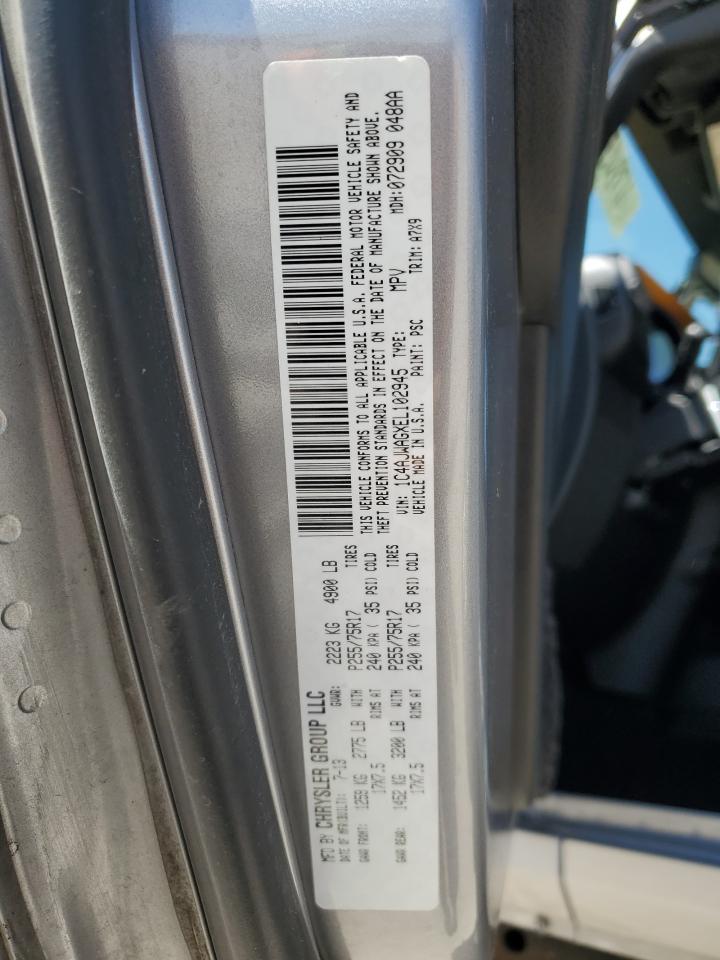 MFD BY CHRYSLER GROUP LLC
DATE OF MFR(BUILT): 7-13 GVWR: 2223 KG 4900 LB
GAWR FRONT: 1259 KG 2775 LB WITH P255/75R17 TIRES
17X7.5 RIMS AT 240 KPA ( 35 PSI) COLD
GAWR REAR: 1452 KG 3200 LB WITH P255/75R17 TIRES
17X7.5 RIMS AT 240 KPA ( 35 PSI) COLD
THIS VEHICLE CONFORMS TO ALL APPLICABLE U.S.A. FEDERAL MOTOR VEHICLE SAFETY AND
THEFT PREVENTION STANDARDS IN EFFECT ON THE DATE OF MANUFACTURE SHOWN ABOVE.
VIN: 1C4AJWAGXEL102945 TYPE: MPV MDH:072909 048AA
VEHICLE MADE IN U.S.A. PAINT: PSC TRIM: A7X9